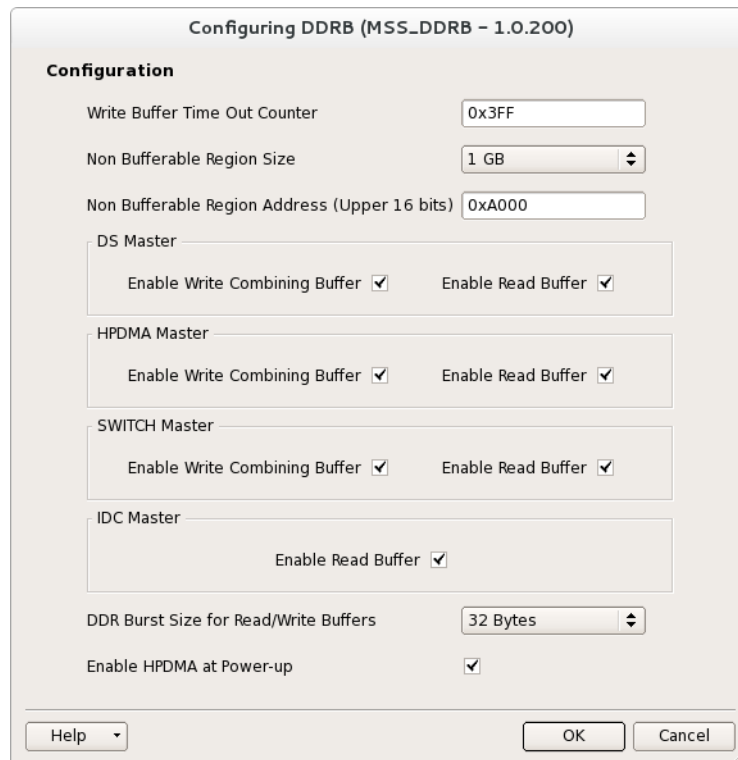 Configuring DDRB (MSS_DDRB - 1.0.200)
Configuration
Write Buffer Time Out Counter 0x3FF
Non Bufferable Region Size 1 GB
Non Bufferable Region Address (Upper 16 bits) 0xA000
DS Master
Enable Write Combining Buffer Enable Read Buffer
HPDMA Master
Enable Write Combining Buffer Enable Read Buffer
SWITCH Master
Enable Write Combining Buffer Enable Read Buffer
IDC Master
Enable Read Buffer
DDR Burst Size for Read/Write Buffers 32 Bytes
Enable HPDMA at Power-up
Help OK Cancel